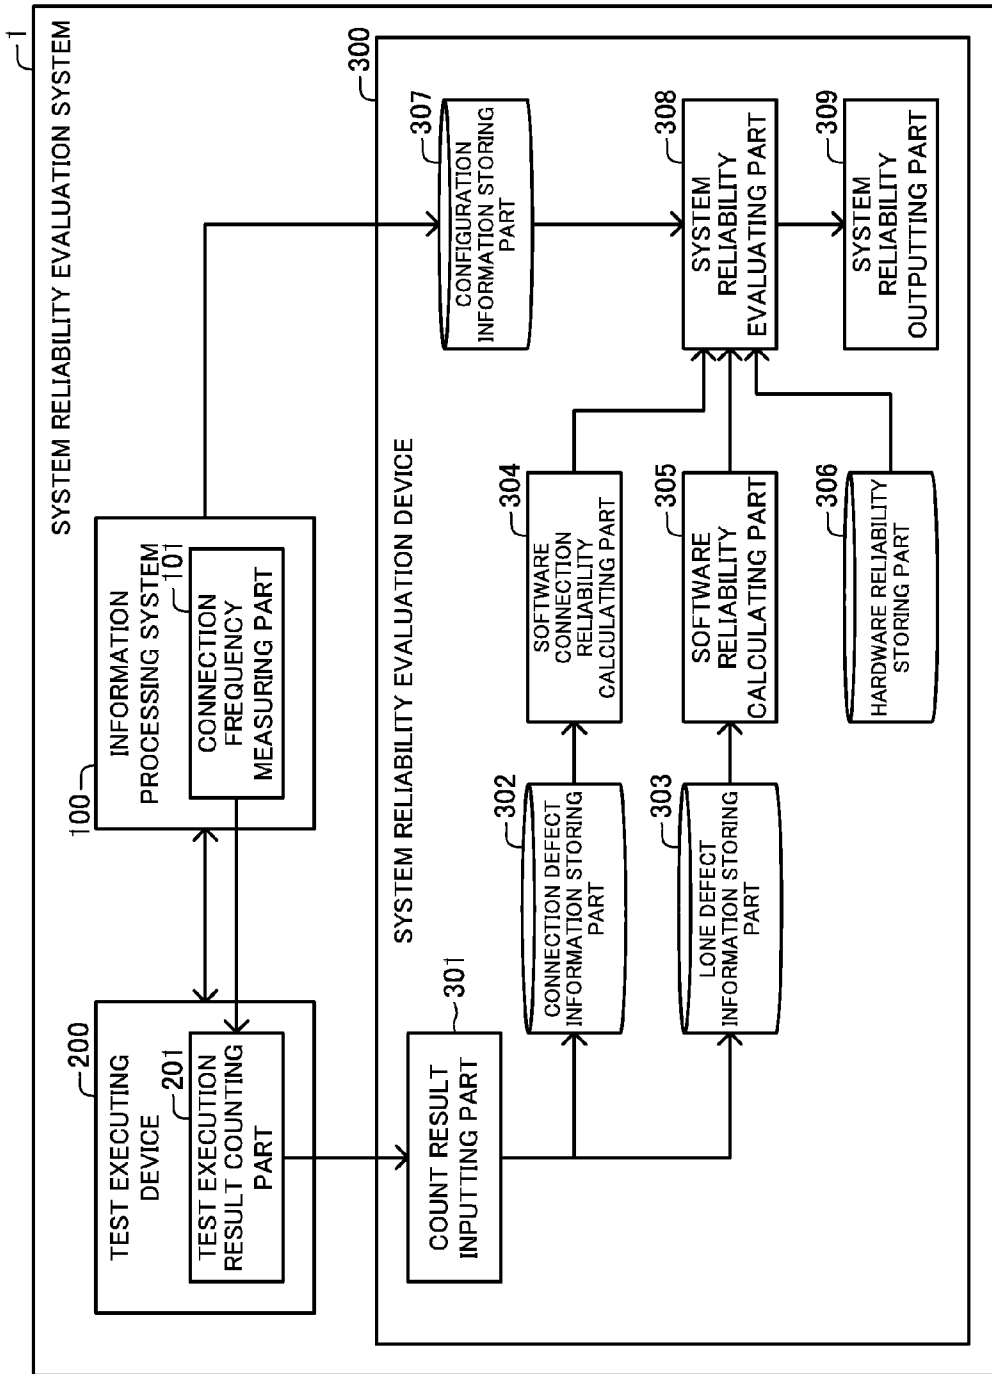 1
SYSTEM RELIABILITY EVALUATION SYSTEM
200
TEST EXECUTING
DEVICE
201
TEST EXECUTION
RESULT COUNTING
PART
100
INFORMATION
PROCESSING SYSTEM
101
CONNECTION
FREQUENCY
MEASURING PART
300
SYSTEM RELIABILITY EVALUATION DEVICE
301
COUNT RESULT
INPUTTING PART
302
CONNECTION DEFECT
INFORMATION STORING
PART
303
LONE DEFECT
INFORMATION STORING
PART
304
SOFTWARE
CONNECTION
RELIABILITY
CALCULATING PART
305
SOFTWARE
RELIABILITY
CALCULATING PART
306
HARDWARE RELIABILITY
STORING PART
307
CONFIGURATION
INFORMATION STORING
PART
308
SYSTEM
RELIABILITY
EVALUATING PART
309
SYSTEM
RELIABILITY
OUTPUTTING PART